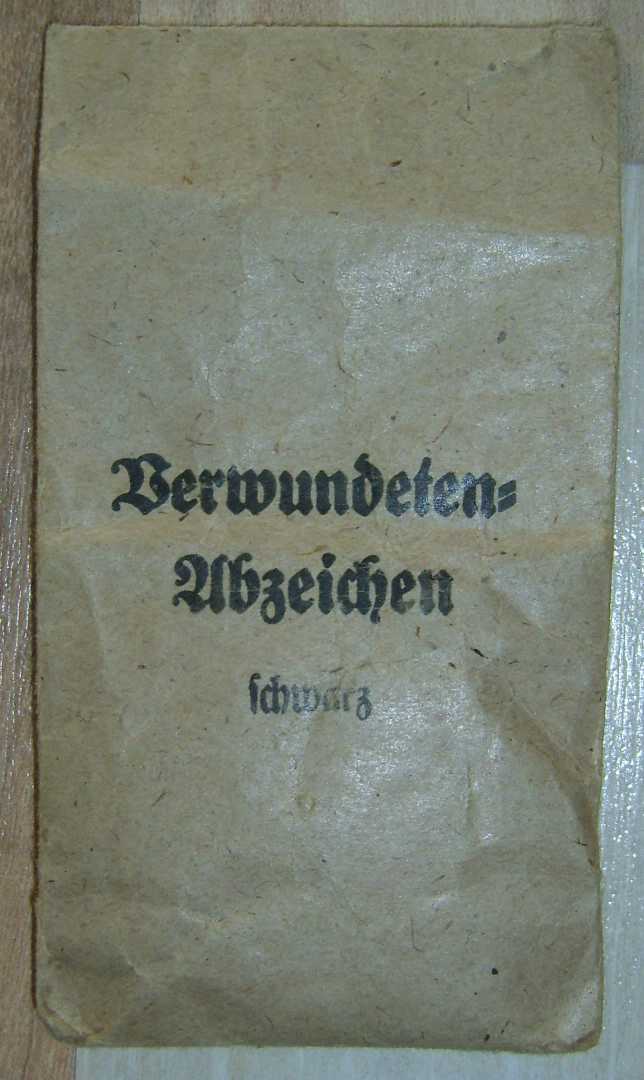 Verwundeten-
Abzeichen
schwarz